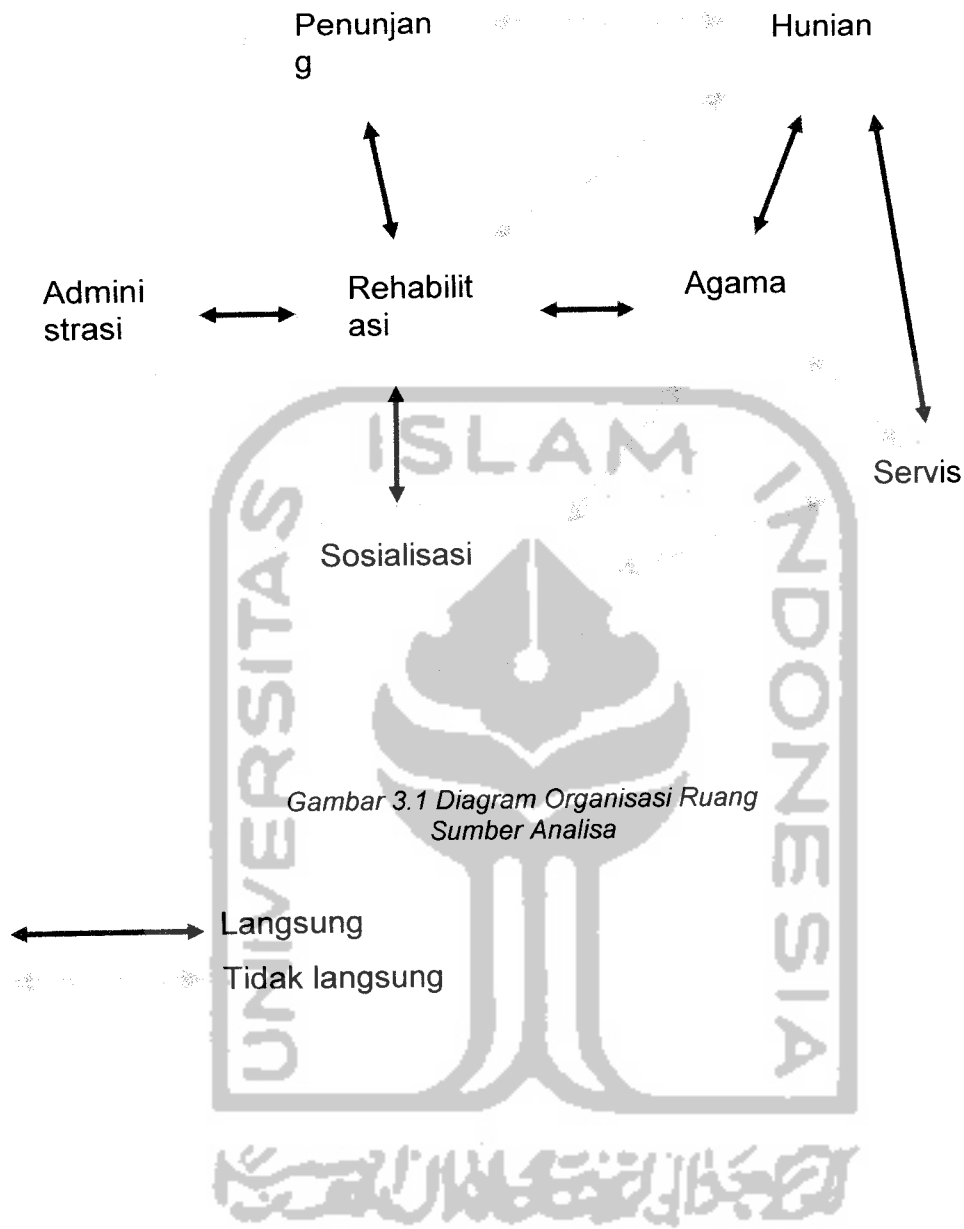 Penunjan
g
Hunian
Admini
strasi
Rehabilit
asi
Agama
Servis
Sosialisasi
ISLAM
UNIVERSITAS
INDONESIA
Gambar 3.1 Diagram Organisasi Ruang
Sumber Analisa
Langsung
Tidak langsung